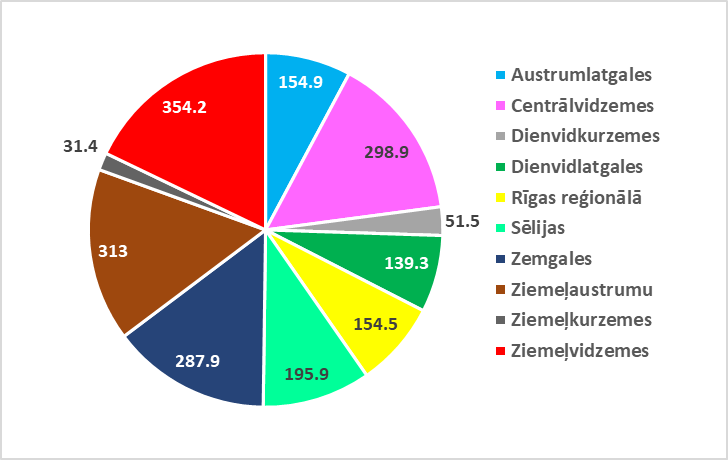 154.9
298.9
51.5
139.3
154.5
195.9
287.9
313
31.4
354.2
Austrumlatgales
Centrālvidzemes
Dienvidkurzemes
Dienvidlatgales
Rīgas reģionālā
Sēlijas
Zemgales
Ziemeļaustrumu
Ziemeļkurzemes
Ziemeļvidzemes